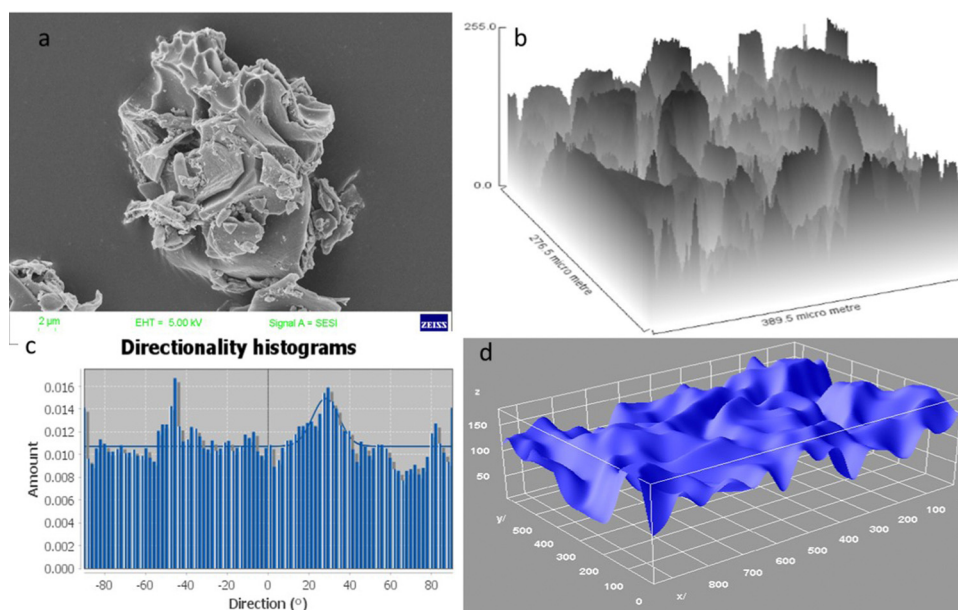 a
2 µm
EHT = 5.00 kV
Signal A = SESI
ZEISS
b
255.0
0.0
276.5 micro metre
389.5 micro metre
c
Directionality histograms
0.016
0.014
0.012
0.010
0.008
0.006
0.004
0.002
0.000
Amount
-80 -60 -40 -20 0 20 40 60 80
Direction (°)
d
z
150
100
50
y/
500
400
300
200
100
0
x/
800
700
600
500
400
300
200
100